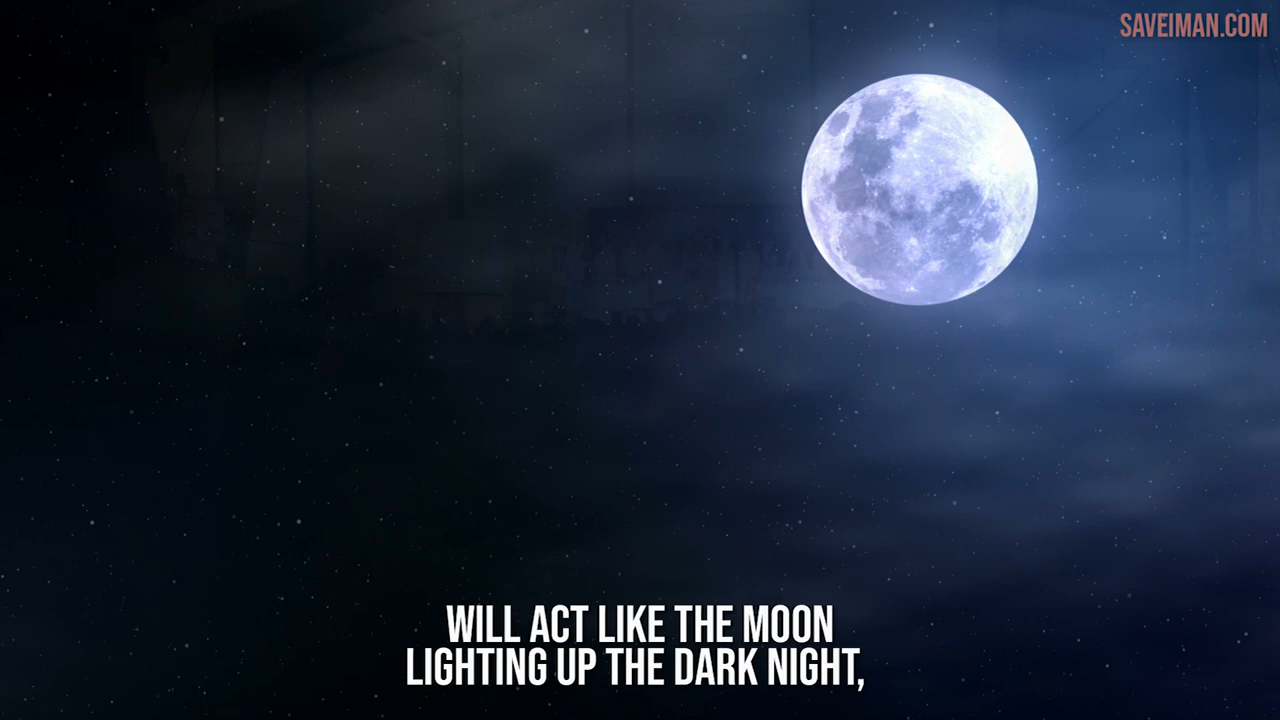 SAVEIMAN.COM
WILL ACT LIKE THE MOON
LIGHTING UP THE DARK NIGHT,